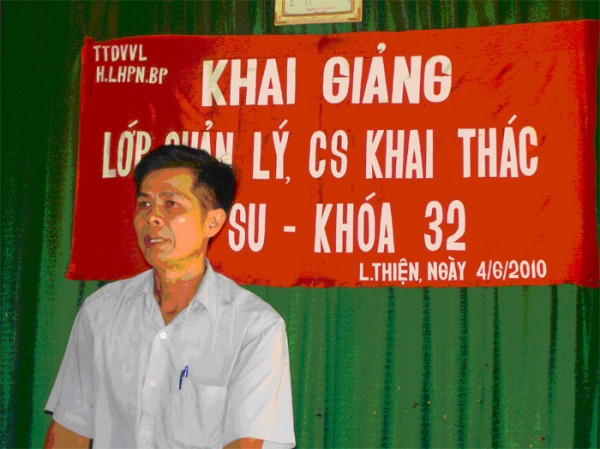 TTDVVL
H.LHPN.BP
KHAI GIẢNG
LỚP QUẢN LÝ, CS KHAI THÁC
SU - KHÓA 32
L.THIỆN, NGÀY 4/6/2010